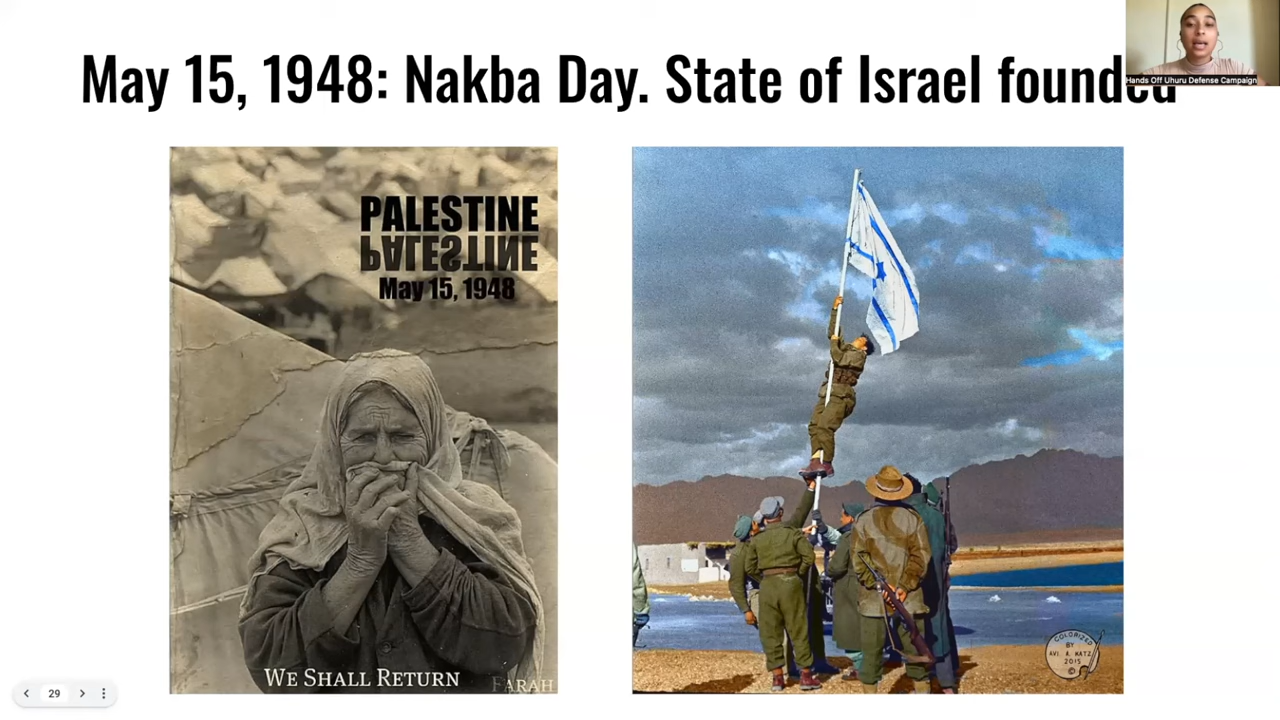 May 15, 1948: Nakba Day. State of Israel founded
Hands Off Uhuru Defense Campaign
PALESTINE
PALESTINE
May 15, 1948
WE SHALL RETURN
FARAH
COLORIZED
BY
AVI A. KATZ
2015
©
29